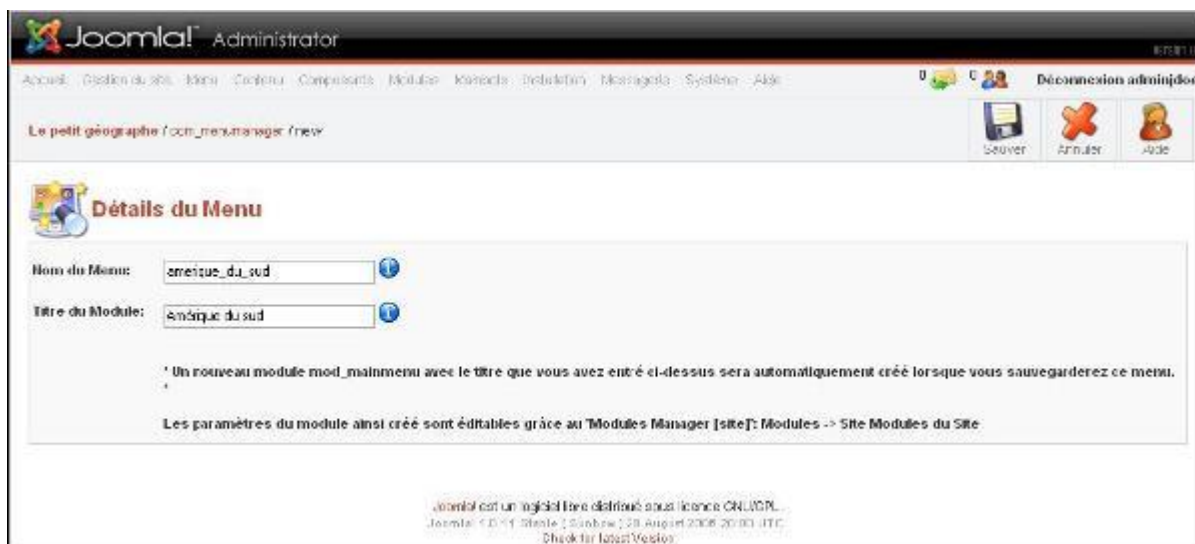 Joomla! Administrator
Accueil Gestion du site Menu Contenu Composants Modules Mambots Installation Messagerie Système Aide
0 0 Déconnexion adminjdoe
Le petit géographe / com_menumanager / new
Sauver Annuler Aide
Détails du Menu
Nom du Menu: amerique_du_sud
Titre du Module: Amérique du sud
* Un nouveau module mod_mainmenu avec le titre que vous avez entré ci-dessus sera automatiquement créé lorsque vous sauvegarderez ce menu.
*
Les paramètres du module ainsi créé sont éditables grâce au "Modules Manager [site]": Modules -> Site Modules du Site
Joomla! est un logiciel libre distribué sous licence GNU/GPL.
Joomla! 1.0.11 Stable [ Sunbow ] 28 August 2006 20:00 UTC
Check for latest Version